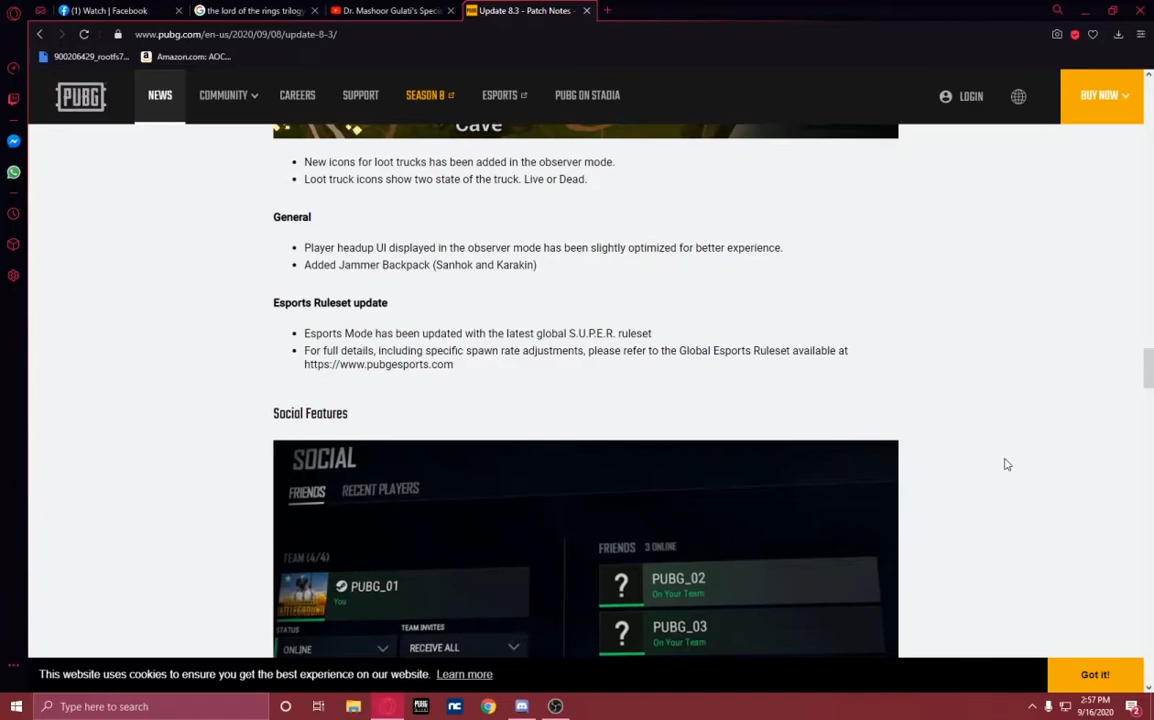 (1) Watch | Facebook
the lord of the rings trilogy
Dr. Mashoor Gulati's Speci
Update 8.3 - Patch Notes -
www.pubg.com/en-us/2020/09/08/update-8-3/
900206429_rootfs7...
Amazon.com: AOC...
PUBG
NEWS
COMMUNITY
CAREERS
SUPPORT
SEASON 8
ESPORTS
PUBG ON STADIA
LOGIN
BUY NOW
Cave
• New icons for loot trucks has been added in the observer mode.
• Loot truck icons show two state of the truck. Live or Dead.
General
• Player headup UI displayed in the observer mode has been slightly optimized for better experience.
• Added Jammer Backpack (Sanhok and Karakin)
Esports Ruleset update
• Esports Mode has been updated with the latest global S.U.P.E.R. ruleset
• For full details, including specific spawn rate adjustments, please refer to the Global Esports Ruleset available at
https://www.pubgesports.com
Social Features
SOCIAL
FRIENDS
RECENT PLAYERS
TEAM (4/4)
PUBG_01
You
STATUS
ONLINE
TEAM INVITES
RECEIVE ALL
FRIENDS 3 ONLINE
? PUBG_02
On Your Team
? PUBG_03
On Your Team
This website uses cookies to ensure you get the best experience on our website. Learn more
Got it!
Type here to search
PUBG
nc
2:57 PM
9/16/2020
2